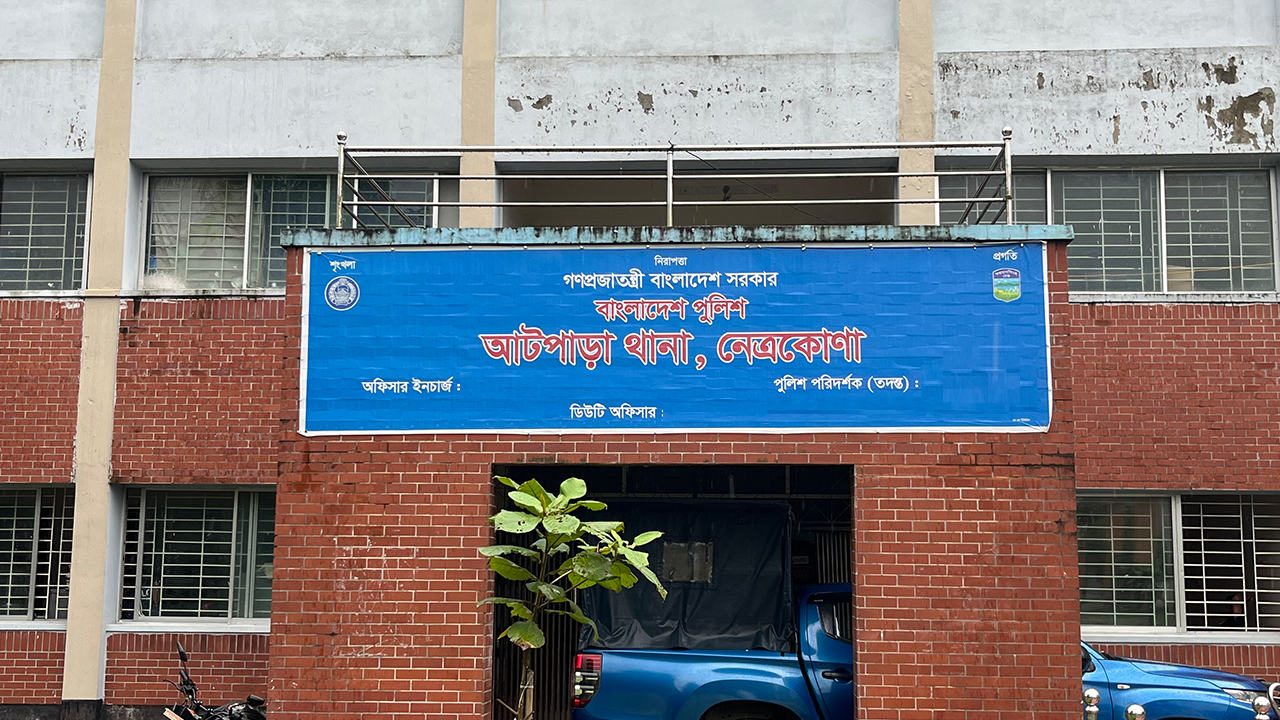 শৃংখলা নিরাপত্তা প্রগতি
গণপ্রজাতন্ত্রী বাংলাদেশ সরকার
বাংলাদেশ পুলিশ
আটপাড়া থানা, নেত্রকোণা
অফিসার ইনচার্জ : পুলিশ পরিদর্শক (তদন্ত) :
ডিউটি অফিসার :